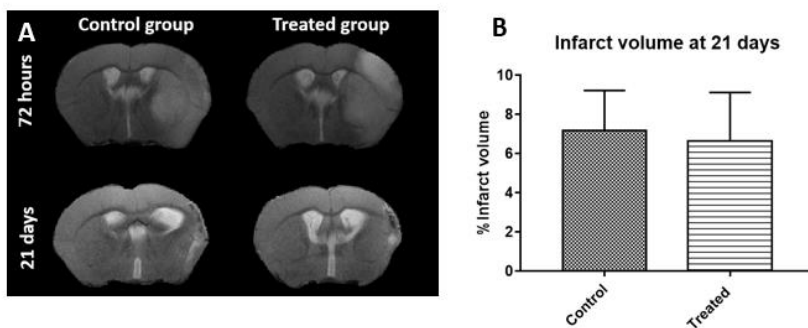 A
Control group
Treated group
72 hours
21 days
B
Infarct volume at 21 days
% Infarct volume
10
8
6
4
2
0
Control
Treated